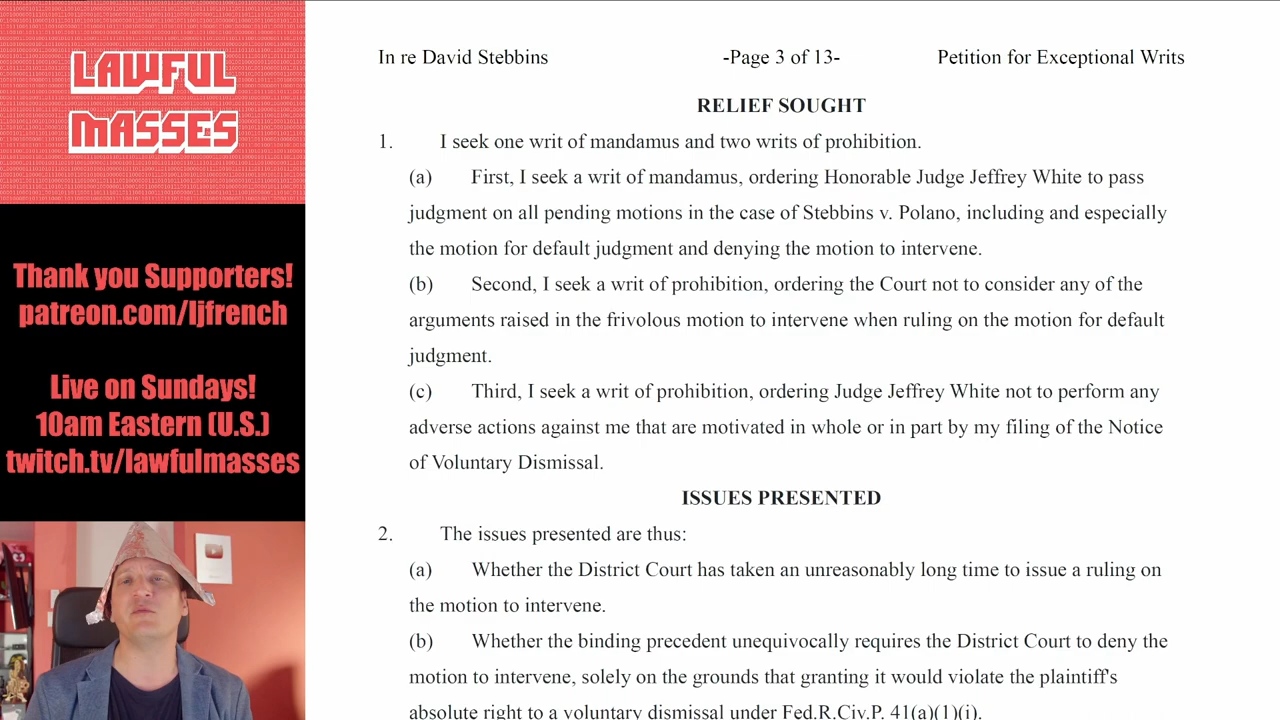 LAWFUL
MASSES
Thank you Supporters!
patreon.com/ljfrench
Live on Sundays!
10am Eastern (U.S.)
twitch.tv/lawfulmasses
In re David Stebbins -Page 3 of 13- Petition for Exceptional Writs
RELIEF SOUGHT
1. I seek one writ of mandamus and two writs of prohibition.
(a) First, I seek a writ of mandamus, ordering Honorable Judge Jeffrey White to pass
judgment on all pending motions in the case of Stebbins v. Polano, including and especially
the motion for default judgment and denying the motion to intervene.
(b) Second, I seek a writ of prohibition, ordering the Court not to consider any of the
arguments raised in the frivolous motion to intervene when ruling on the motion for default
judgment.
(c) Third, I seek a writ of prohibition, ordering Judge Jeffrey White not to perform any
adverse actions against me that are motivated in whole or in part by my filing of the Notice
of Voluntary Dismissal.
ISSUES PRESENTED
2. The issues presented are thus:
(a) Whether the District Court has taken an unreasonably long time to issue a ruling on
the motion to intervene.
(b) Whether the binding precedent unequivocally requires the District Court to deny the
motion to intervene, solely on the grounds that granting it would violate the plaintiff's
absolute right to a voluntary dismissal under Fed.R.Civ.P. 41(a)(1)(i).